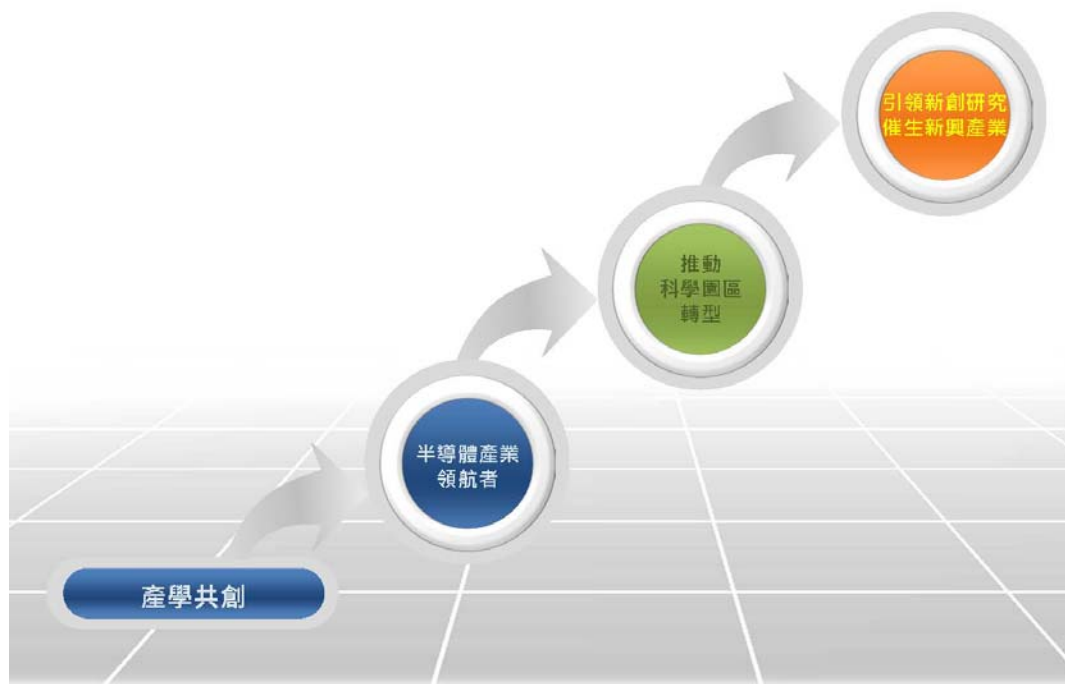 引領新創研究
催生新興產業
推動
科學園區
轉型
半導體產業
領航者
產學共創